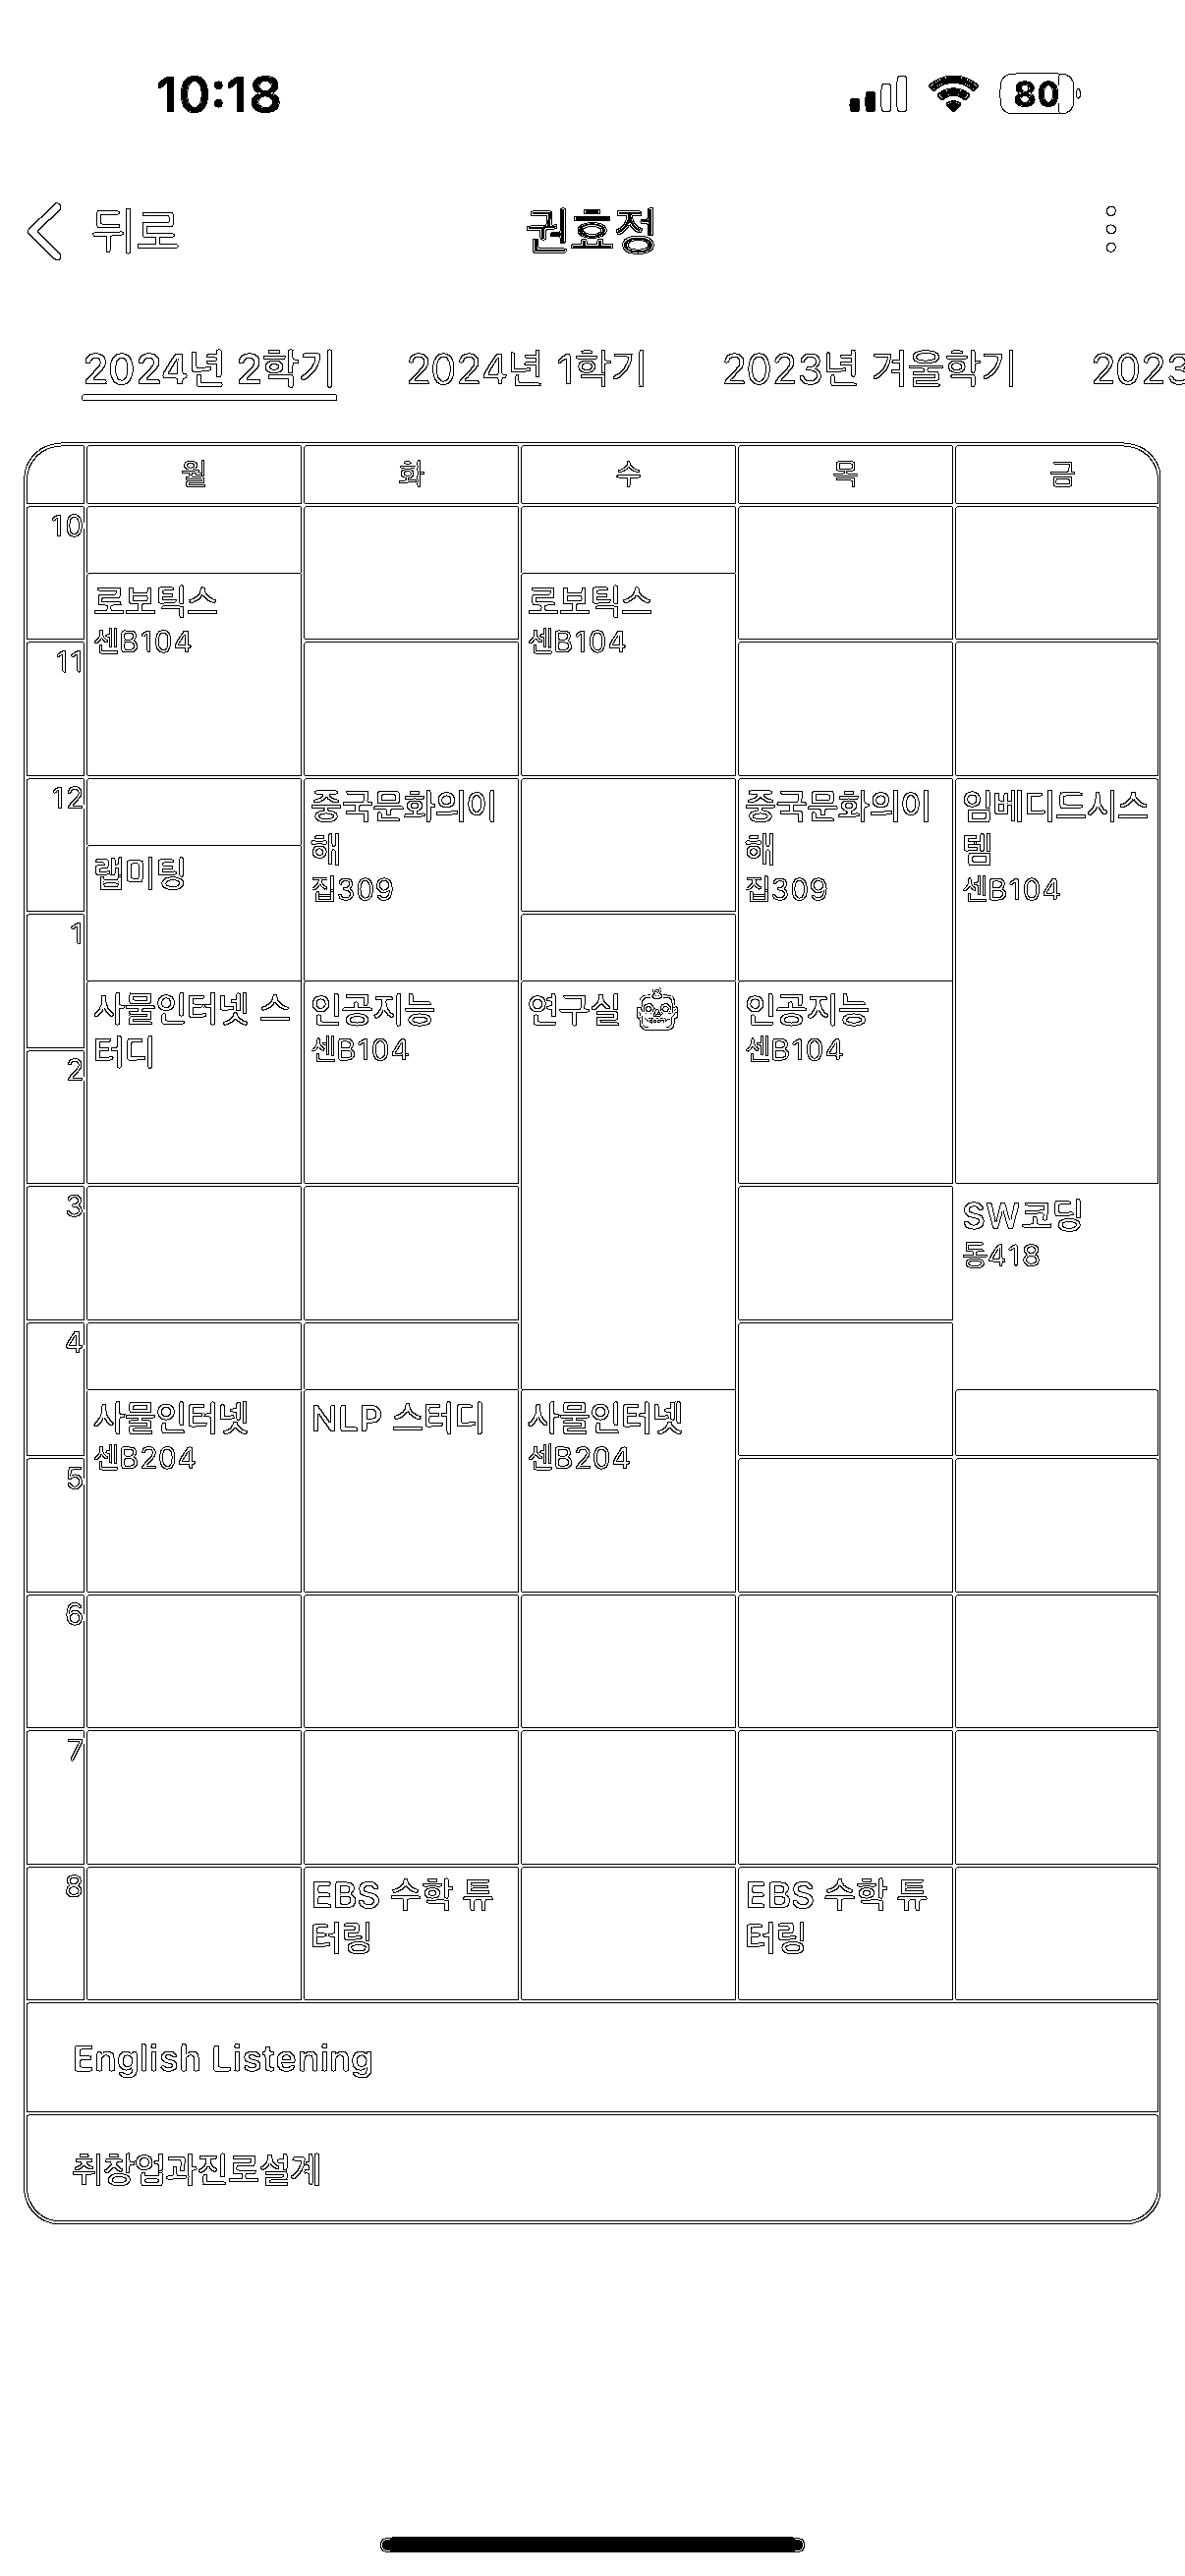 10:18
80
뒤로
권효정
2024년 2학기 2024년 1학기 2023년 겨울학기 2023
월 화 수 목 금
10
로보틱스
센B104
로보틱스
센B104
11
12
중국문화의이
해
집309
중국문화의이
해
집309
임베디드시스
템
센B104
랩미팅
1
사물인터넷 스
터디
인공지능
센B104
연구실
인공지능
센B104
2
3
SW코딩
동418
4
사물인터넷
센B204
NLP 스터디
사물인터넷
센B204
5
6
7
8
EBS 수학 튜
터링
EBS 수학 튜
터링
English Listening
취창업과진로설계